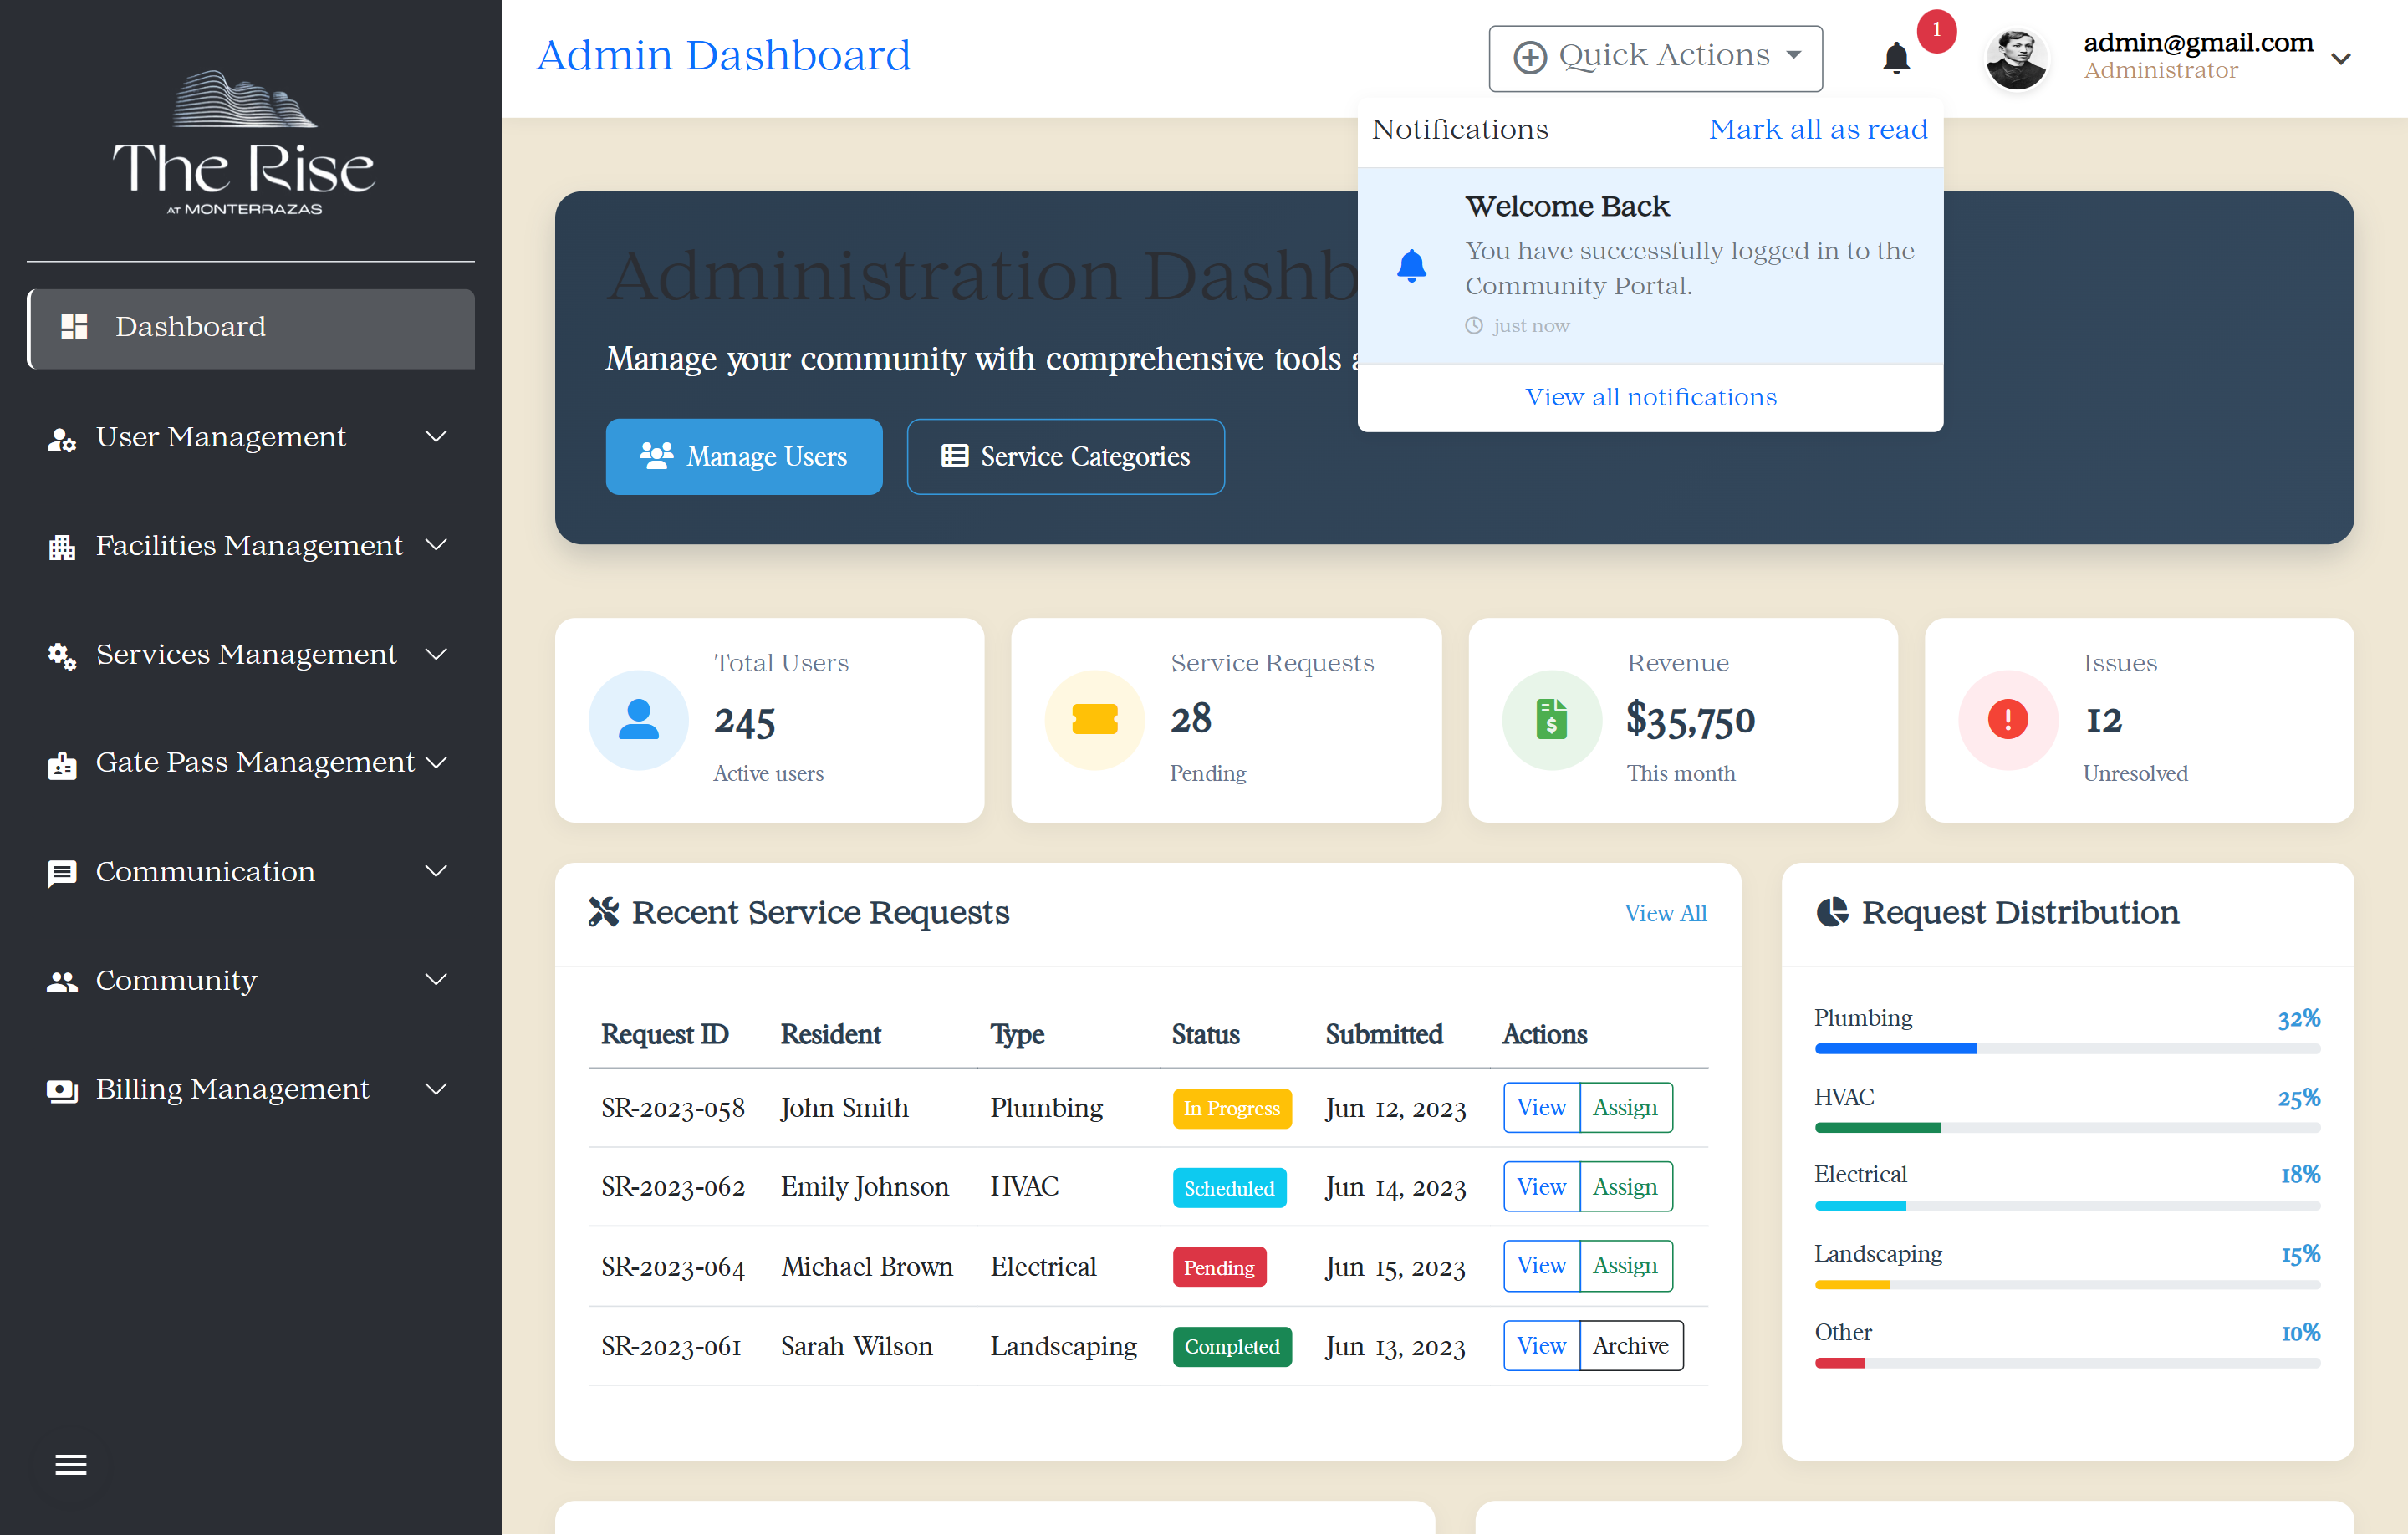 The Rise
AT MONTERRAZAS
Dashboard
User Management
Facilities Management
Services Management
Gate Pass Management
Communication
Community
Billing Management
Admin Dashboard
Quick Actions
1
admin@gmail.com
Administrator
Notifications
Mark all as read
Welcome Back
You have successfully logged in to the
Community Portal.
just now
View all notifications
Administration Dashb
Manage your community with comprehensive tools
Manage Users
Service Categories
Total Users
245
Active users
Service Requests
28
Pending
Revenue
$35,750
This month
Issues
12
Unresolved
Recent Service Requests
View All
Request ID Resident Type Status Submitted Actions
SR-2023-058 John Smith Plumbing In Progress Jun 12, 2023 View Assign
SR-2023-062 Emily Johnson HVAC Scheduled Jun 14, 2023 View Assign
SR-2023-064 Michael Brown Electrical Pending Jun 15, 2023 View Assign
SR-2023-061 Sarah Wilson Landscaping Completed Jun 13, 2023 View Archive
Request Distribution
Plumbing 32%
HVAC 25%
Electrical 18%
Landscaping 15%
Other 10%